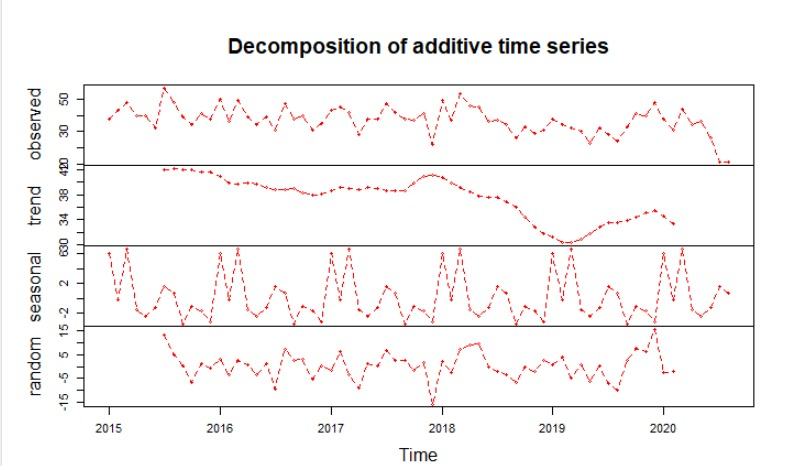 Decomposition of additive time series
observed
50
30
trend
38
34
seasonal
2
-2
random
15
5
-5
-15
2015 2016 2017 2018 2019 2020
Time